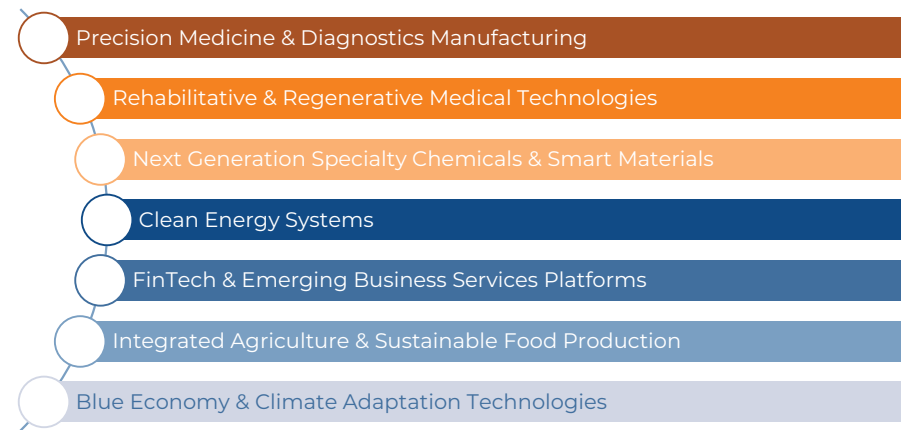 Precision Medicine & Diagnostics Manufacturing
Rehabilitative & Regenerative Medical Technologies
Next Generation Specialty Chemicals & Smart Materials
Clean Energy Systems
FinTech & Emerging Business Services Platforms
Integrated Agriculture & Sustainable Food Production
Blue Economy & Climate Adaptation Technologies